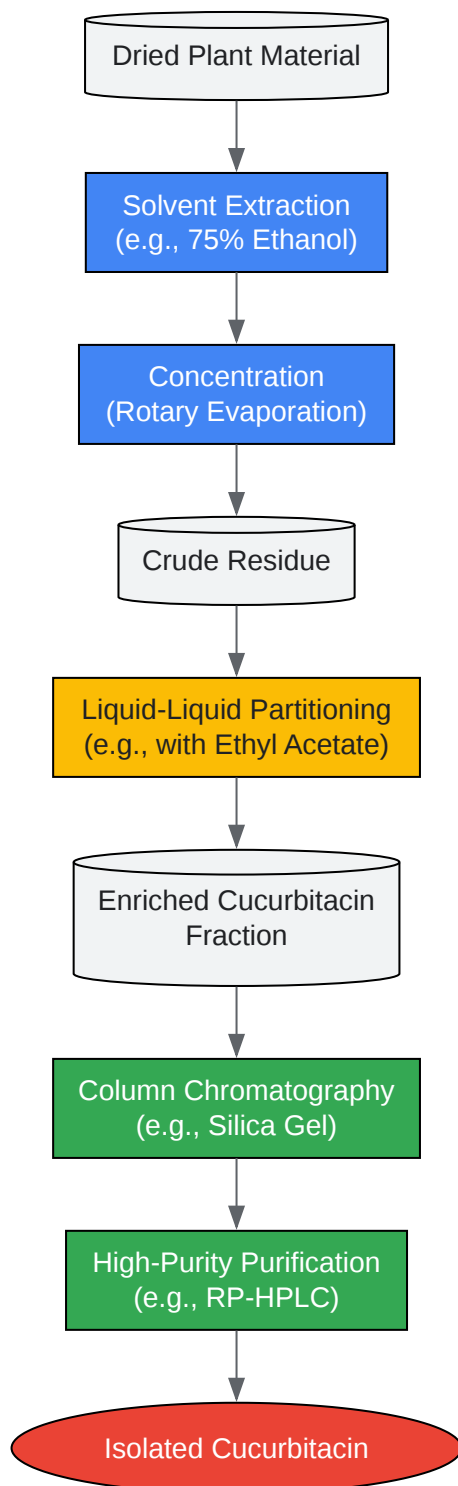 Dried Plant Material
Solvent Extraction
(e.g., 75% Ethanol)
Concentration
(Rotary Evaporation)
Crude Residue
Liquid-Liquid Partitioning
(e.g., with Ethyl Acetate)
Enriched Cucurbitacin
Fraction
Column Chromatography
(e.g., Silica Gel)
High-Purity Purification
(e.g., RP-HPLC)
Isolated Cucurbitacin